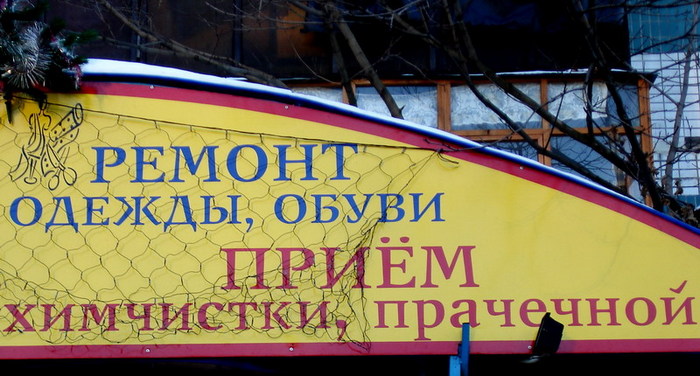 РЕМОНТ
ОДЕЖДЫ, ОБУВИ
ПРИЁМ
ХИМЧИСТКИ, прачечной